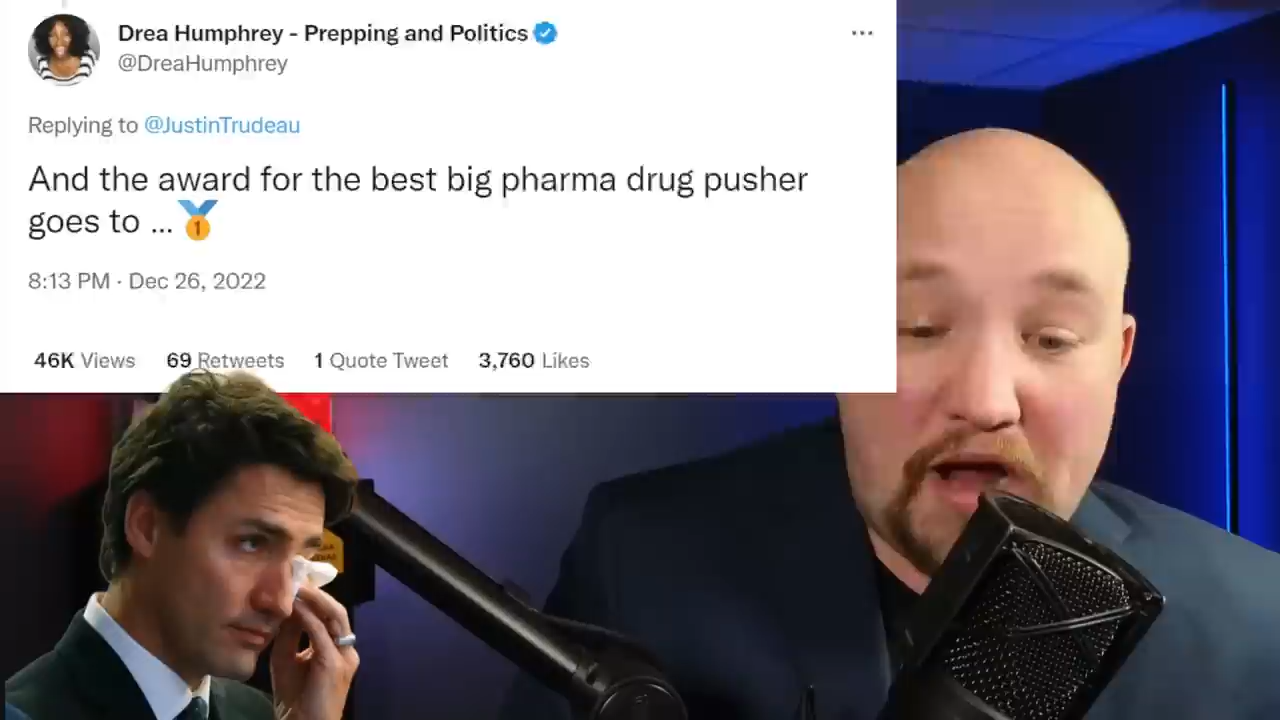 Drea Humphrey - Prepping and Politics
@DreaHumphrey
Replying to @JustinTrudeau
And the award for the best big pharma drug pusher
goes to ... 🥇
8:13 PM · Dec 26, 2022
46K Views 69 Retweets 1 Quote Tweet 3,760 Likes